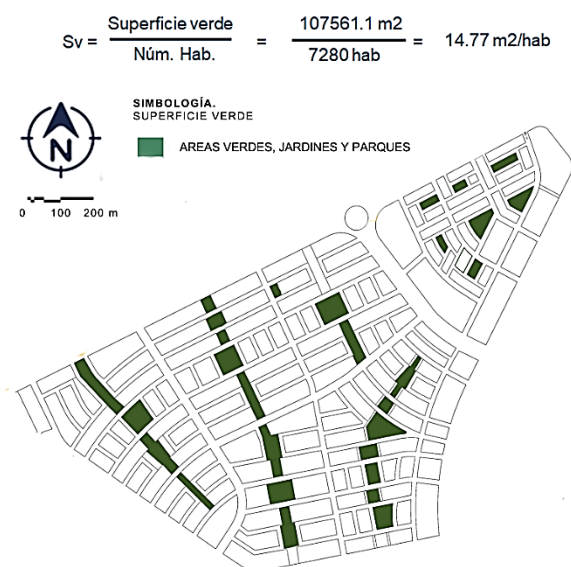 Sv = Superficie verde / Núm. Hab. = 107561.1 m2 / 7280 hab = 14.77 m2/hab
SIMBOLOGÍA.
SUPERFICIE VERDE
N
AREAS VERDES, JARDINES Y PARQUES
0 100 200 m